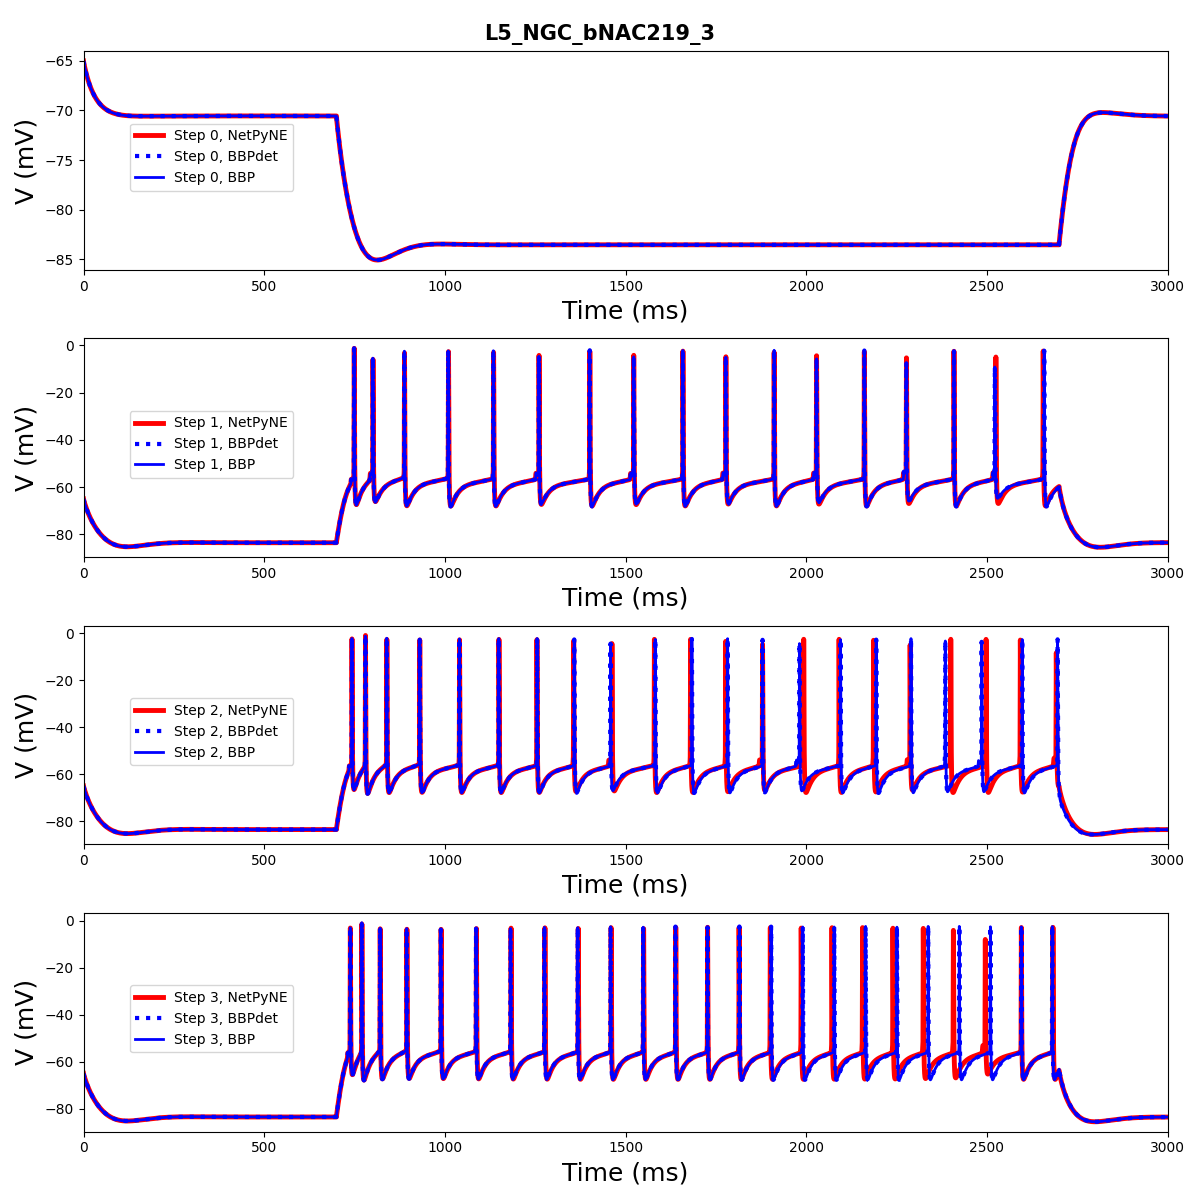 L5_NGC_bNAC219_3
−65
−70
−75
−80
−85
V (mV)
Step 0, NetPyNE
Step 0, BBPdet
Step 0, BBP
0 500 1000 1500 2000 2500 3000
Time (ms)
0
−20
−40
−60
−80
V (mV)
Step 1, NetPyNE
Step 1, BBPdet
Step 1, BBP
0 500 1000 1500 2000 2500 3000
Time (ms)
0
−20
−40
−60
−80
V (mV)
Step 2, NetPyNE
Step 2, BBPdet
Step 2, BBP
0 500 1000 1500 2000 2500 3000
Time (ms)
0
−20
−40
−60
−80
V (mV)
Step 3, NetPyNE
Step 3, BBPdet
Step 3, BBP
0 500 1000 1500 2000 2500 3000
Time (ms)